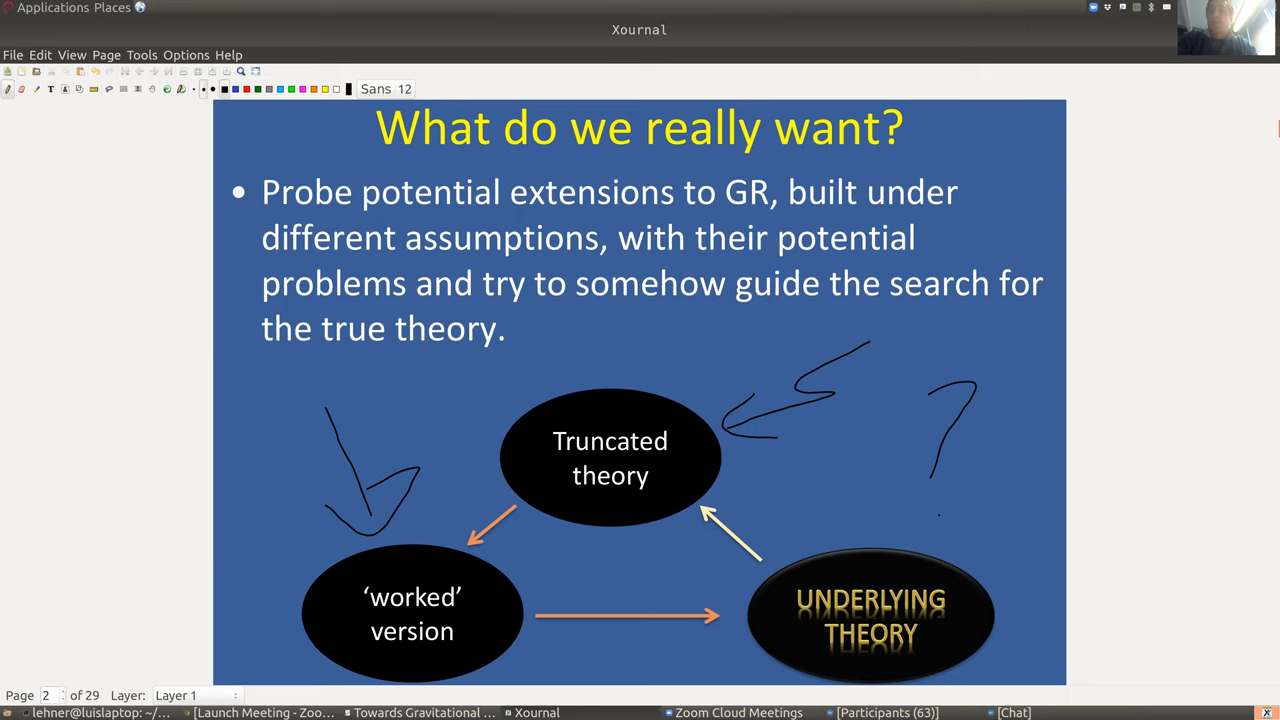 Applications Places
Xournal
File Edit View Page Tools Options Help
Sans 12
What do we really want?
• Probe potential extensions to GR, built under
different assumptions, with their potential
problems and try to somehow guide the search for
the true theory.
?
Truncated
theory
‘worked’
version
UNDERLYING
THEORY
Page 2 of 29 Layer: Layer 1
lehner@luislaptop: ~/... [Launch Meeting - Zoo... [Towards Gravitational ... Xournal Zoom Cloud Meetings [Participants (63)] [Chat]